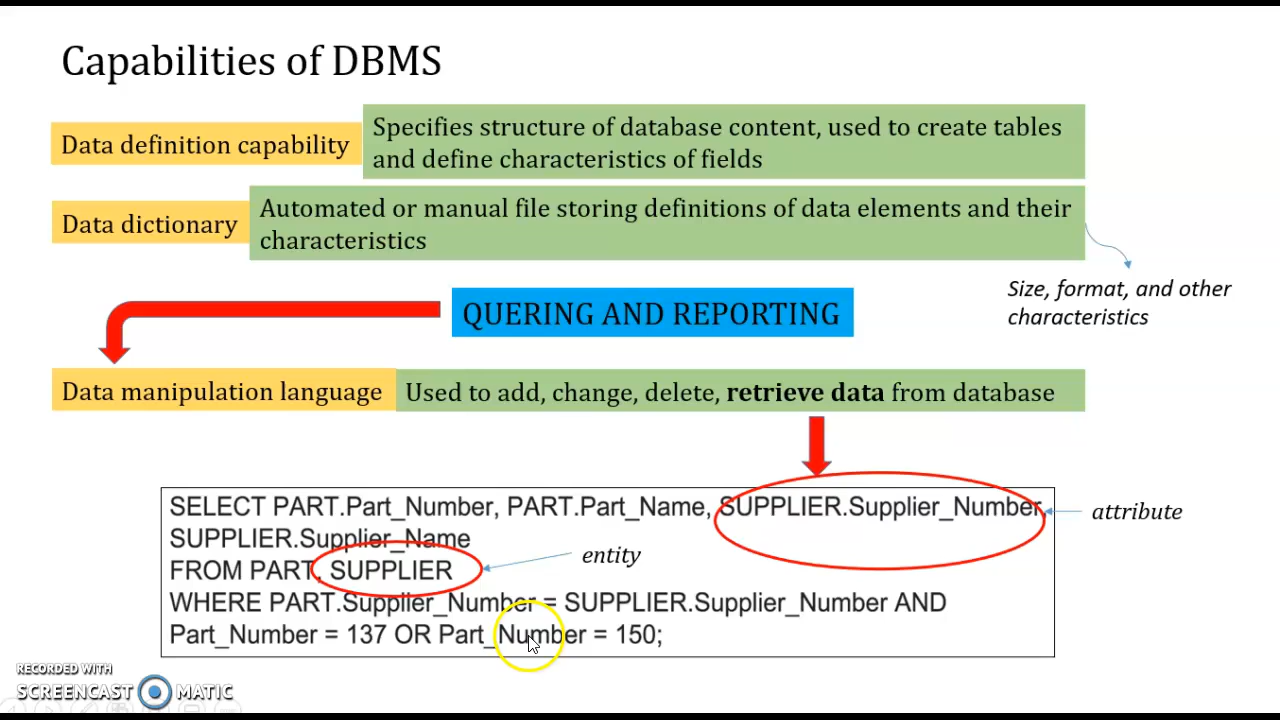 Capabilities of DBMS
Data definition capability
Specifies structure of database content, used to create tables
and define characteristics of fields
Data dictionary
Automated or manual file storing definitions of data elements and their
characteristics
Size, format, and other
characteristics
QUERING AND REPORTING
Data manipulation language
Used to add, change, delete, retrieve data from database
SELECT PART.Part_Number, PART.Part_Name, SUPPLIER.Supplier_Number,
SUPPLIER.Supplier_Name
FROM PART, SUPPLIER
WHERE PART.Supplier_Number = SUPPLIER.Supplier_Number AND
Part_Number = 137 OR Part_Number = 150;
attribute
entity
RECORDED WITH
SCREENCAST MATIC